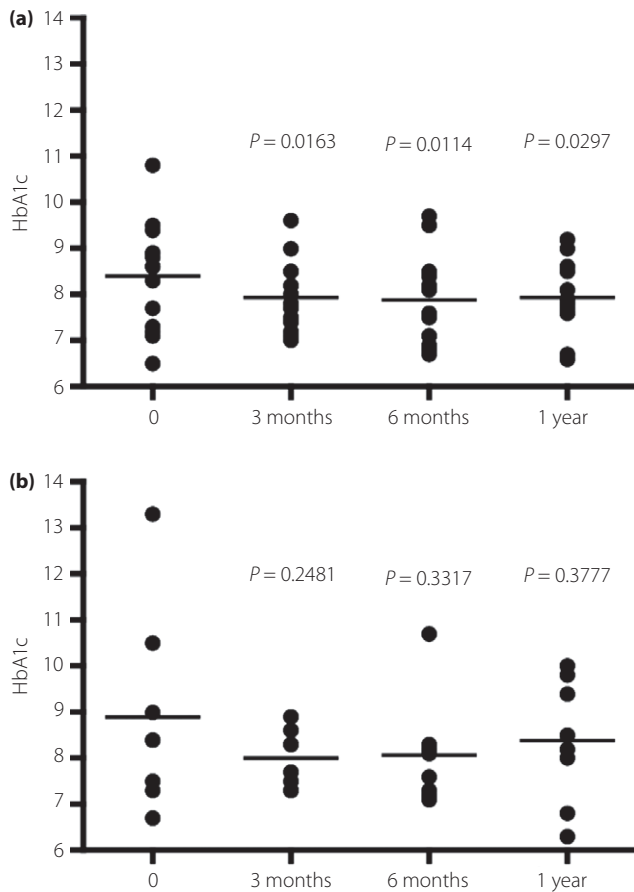 (a)
14
13
12
11
10
9
8
7
6
HbA1c
P = 0.0163
P = 0.0114
P = 0.0297
0
3 months
6 months
1 year
(b)
14
13
12
11
10
9
8
7
6
HbA1c
P = 0.2481
P = 0.3317
P = 0.3777
0
3 months
6 months
1 year